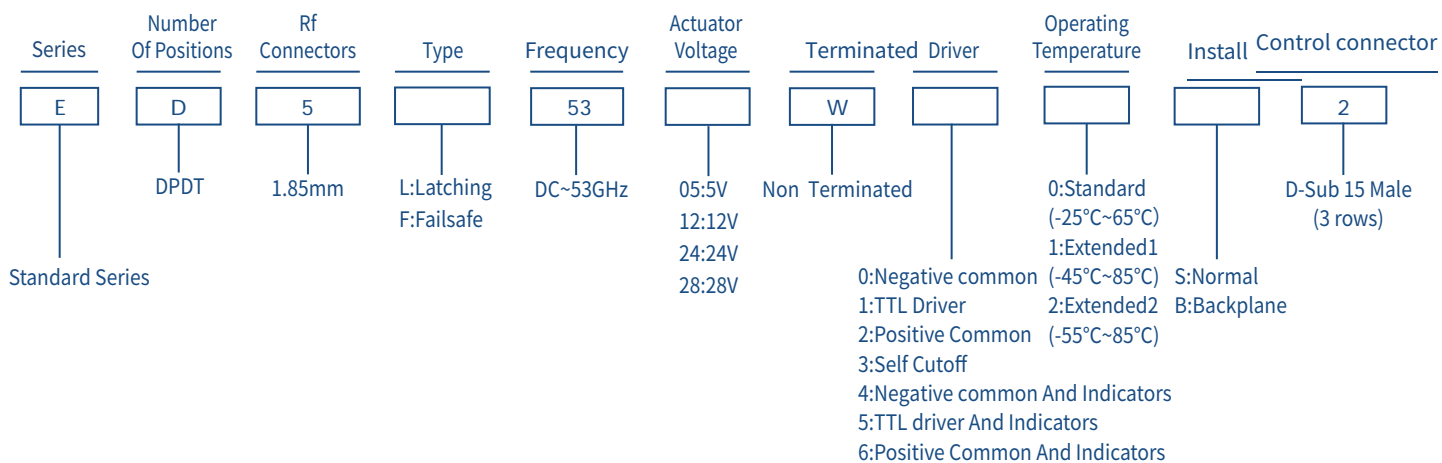 Series
Number
Of Positions
Rf
Connectors
Type
Frequency
Actuator
Voltage
Terminated
Driver
Operating
Temperature
Install
Control connector
E
D
5
53
W
2
Standard Series
DPDT
1.85mm
L:Latching
F:Failsafe
DC~53GHz
05:5V
12:12V
24:24V
28:28V
Non Terminated
0:Negative common
1:TTL Driver
2:Positive Common
3:Self Cutoff
4:Negative common And Indicators
5:TTL driver And Indicators
6:Positive Common And Indicators
0:Standard
(-25°C~65°C)
1:Extended1
(-45°C~85°C)
2:Extended2
(-55°C~85°C)
S:Normal
B:Backplane
D-Sub 15 Male
(3 rows)